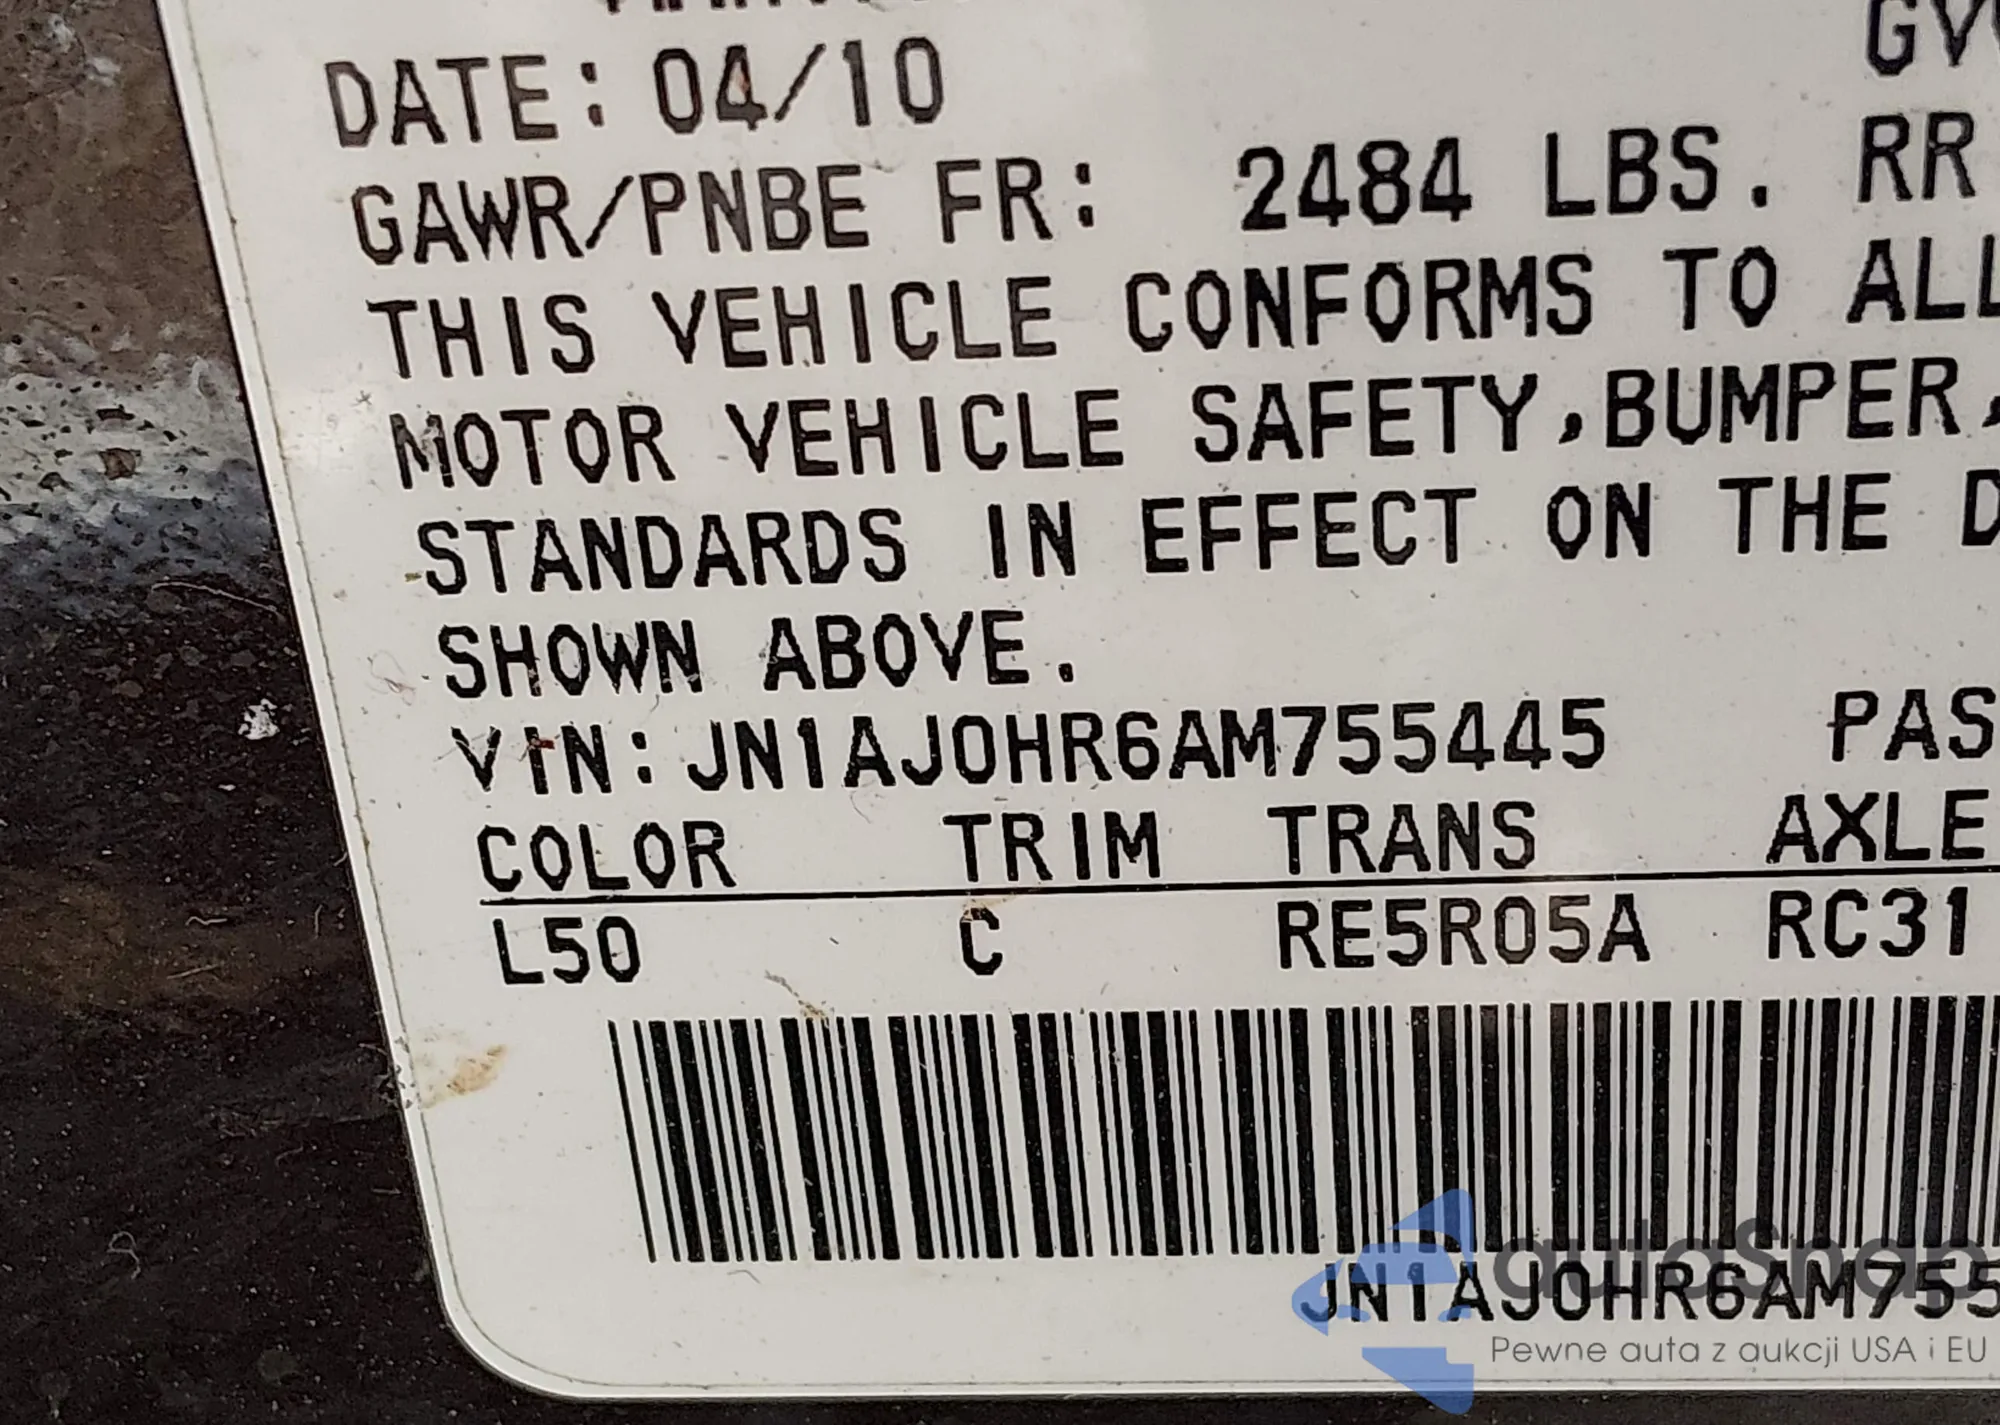 DATE: 04/10
GAWR/PNBE FR: 2484 LBS. RR
THIS VEHICLE CONFORMS TO ALL
MOTOR VEHICLE SAFETY, BUMPER,
STANDARDS IN EFFECT ON THE D
SHOWN ABOVE.
VIN: JN1AJ0HR6AM755445 PAS
COLOR TRIM TRANS AXLE
L50 C RE5R05A RC31
JN1AJ0HR6AM755
autoSnap
Pewne auta z aukcji USA i EU